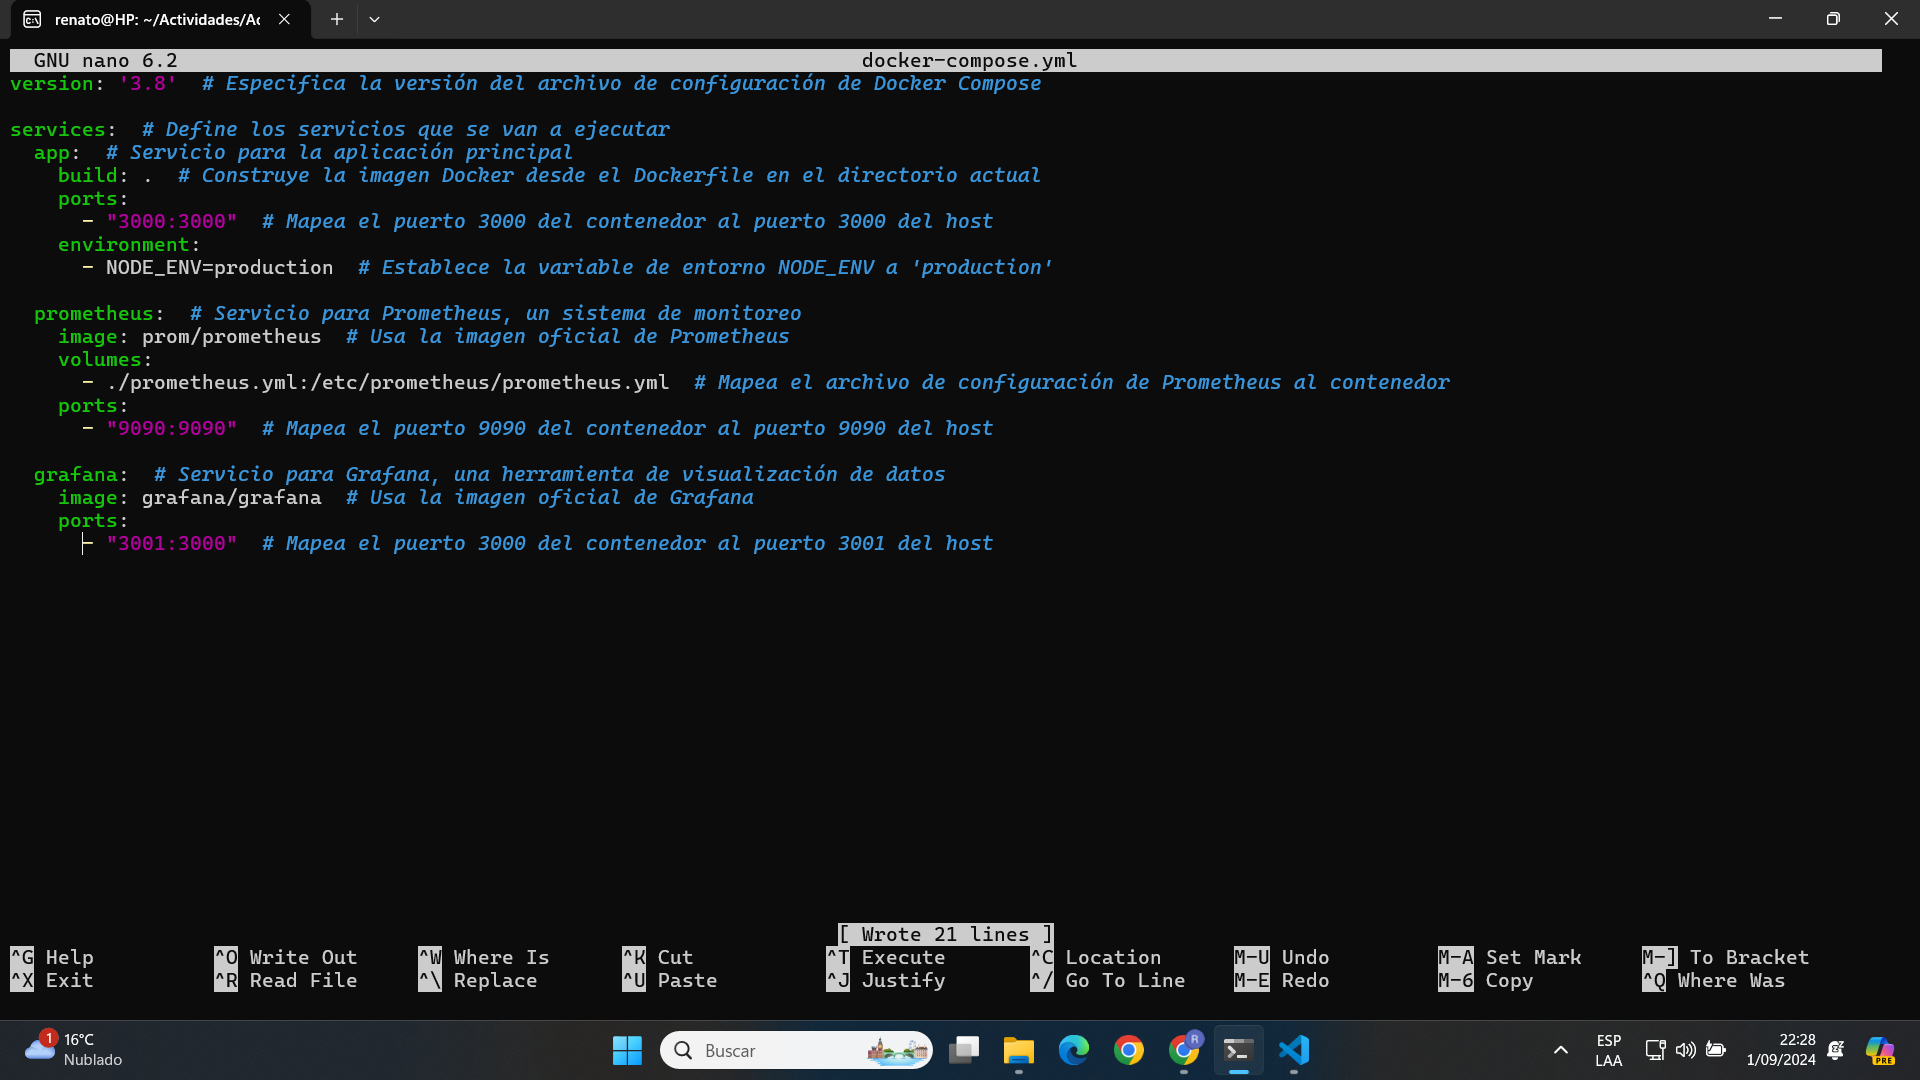 renato@HP: ~/Actividades/Ac
GNU nano 6.2 docker-compose.yml
version: '3.8'  # Especifica la versión del archivo de configuración de Docker Compose
services:  # Define los servicios que se van a ejecutar
  app:  # Servicio para la aplicación principal
    build: .  # Construye la imagen Docker desde el Dockerfile en el directorio actual
    ports:
      - "3000:3000"  # Mapea el puerto 3000 del contenedor al puerto 3000 del host
    environment:
      - NODE_ENV=production  # Establece la variable de entorno NODE_ENV a 'production'
  prometheus:  # Servicio para Prometheus, un sistema de monitoreo
    image: prom/prometheus  # Usa la imagen oficial de Prometheus
    volumes:
      - ./prometheus.yml:/etc/prometheus/prometheus.yml  # Mapea el archivo de configuración de Prometheus al contenedor
    ports:
      - "9090:9090"  # Mapea el puerto 9090 del contenedor al puerto 9090 del host
  grafana:  # Servicio para Grafana, una herramienta de visualización de datos
    image: grafana/grafana  # Usa la imagen oficial de Grafana
    ports:
      - "3001:3000"  # Mapea el puerto 3000 del contenedor al puerto 3001 del host
[ Wrote 21 lines ]
^G Help ^O Write Out ^W Where Is ^K Cut ^T Execute ^C Location M-U Undo M-A Set Mark M-] To Bracket
^X Exit ^R Read File ^\ Replace ^U Paste ^J Justify ^/ Go To Line M-E Redo M-6 Copy ^Q Where Was
1 16°C
Nublado
Buscar
R
ESP
LAA
22:28
1/09/2024
PRE